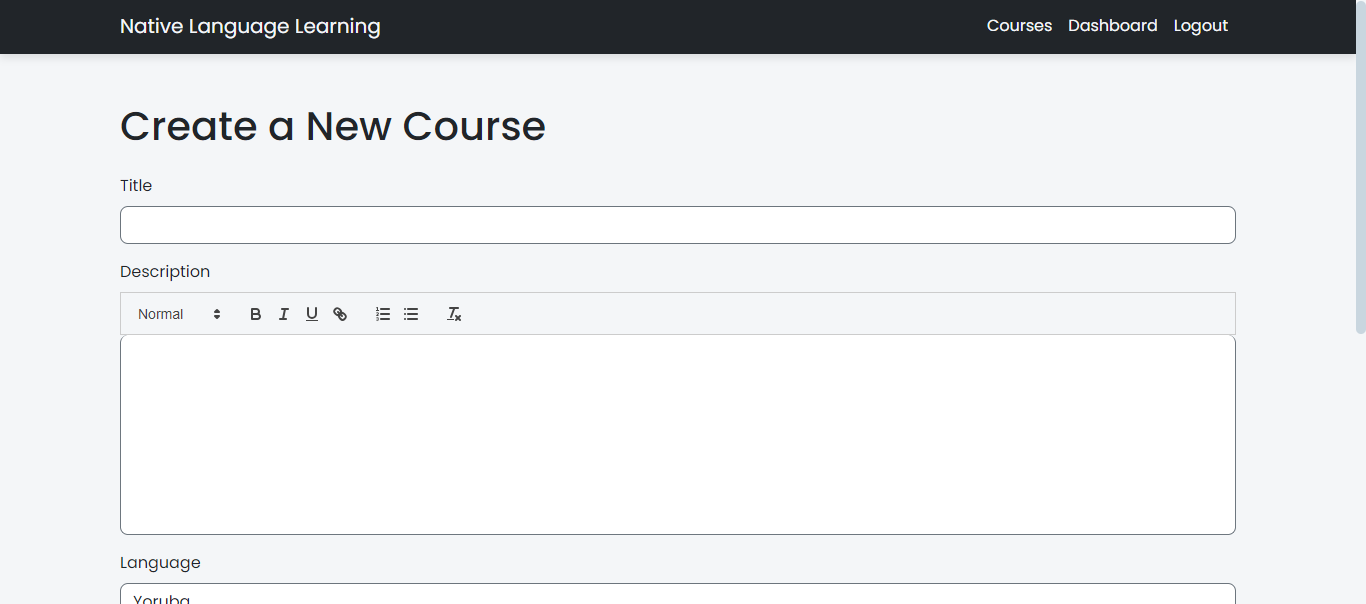 Native Language Learning
Courses Dashboard Logout
Create a New Course
Title
Description
Normal
Language
Yoruba